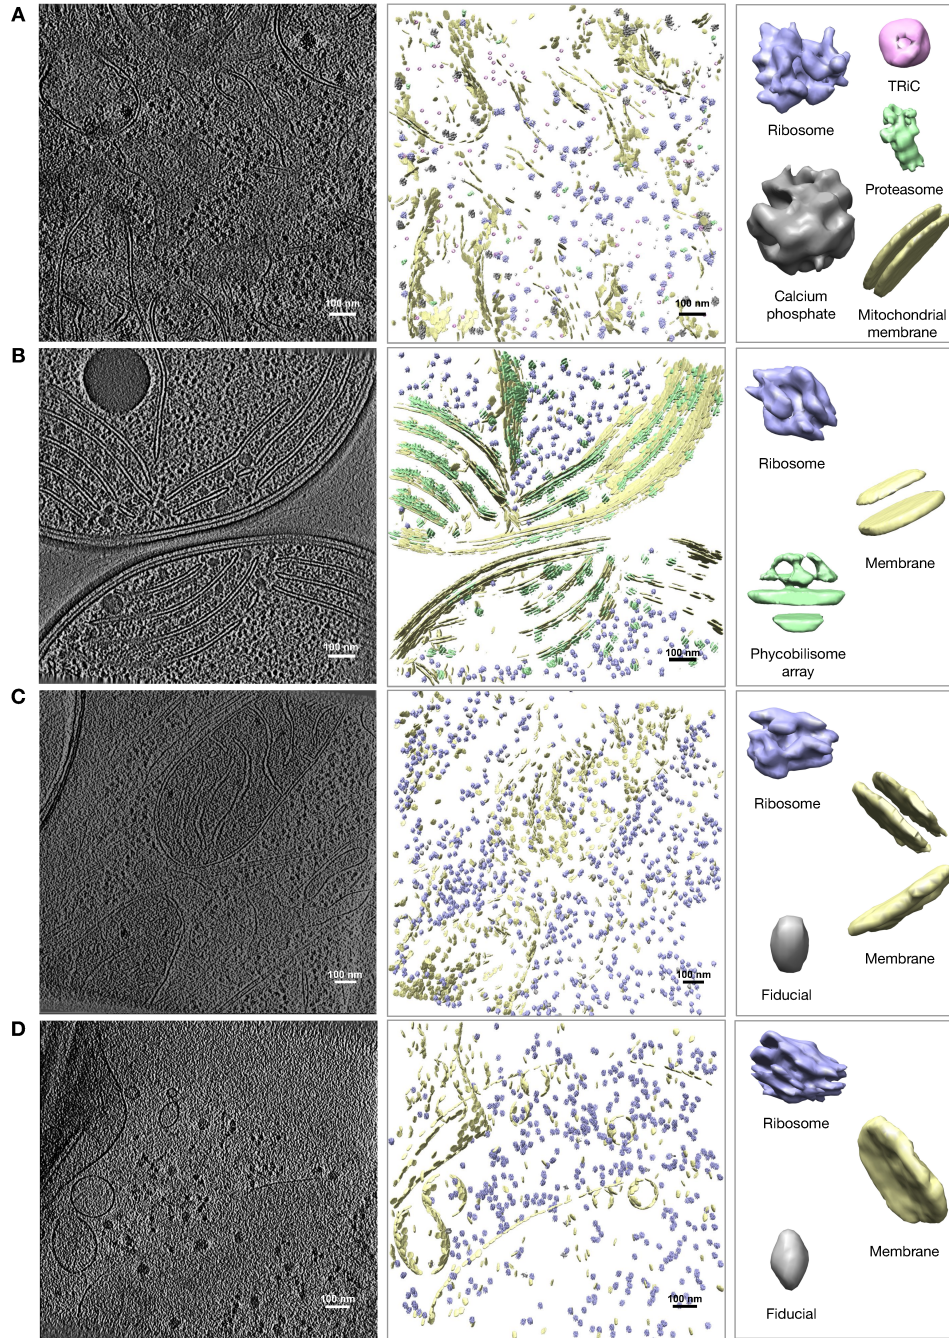 A
100 nm
100 nm
Ribosome
TRiC
Proteasome
Calcium
phosphate
Mitochondrial
membrane
B
100 nm
100 nm
Ribosome
Membrane
Phycobilisome
array
C
100 nm
100 nm
Ribosome
Membrane
Fiducial
D
100 nm
100 nm
Ribosome
Membrane
Fiducial